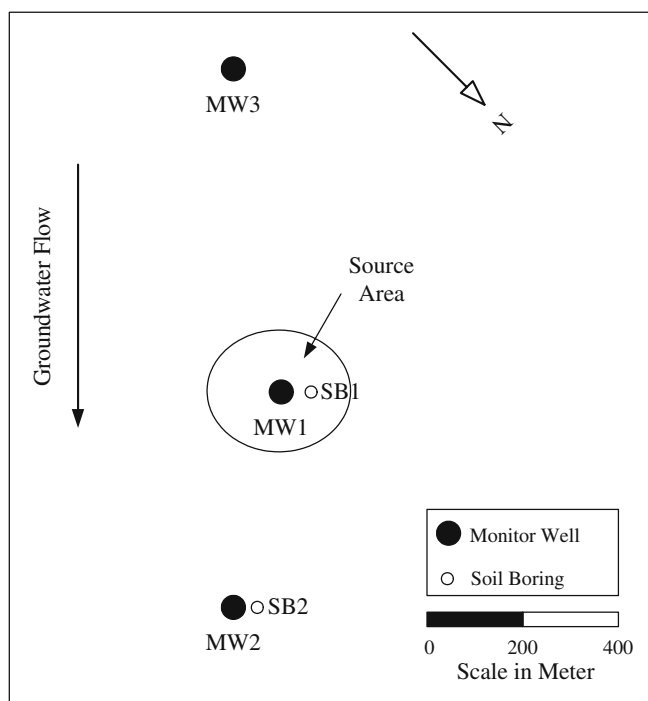 MW3
N
Groundwater Flow
Source
Area
SB1
MW1
Monitor Well
Soil Boring
SB2
MW2
0 200 400
Scale in Meter